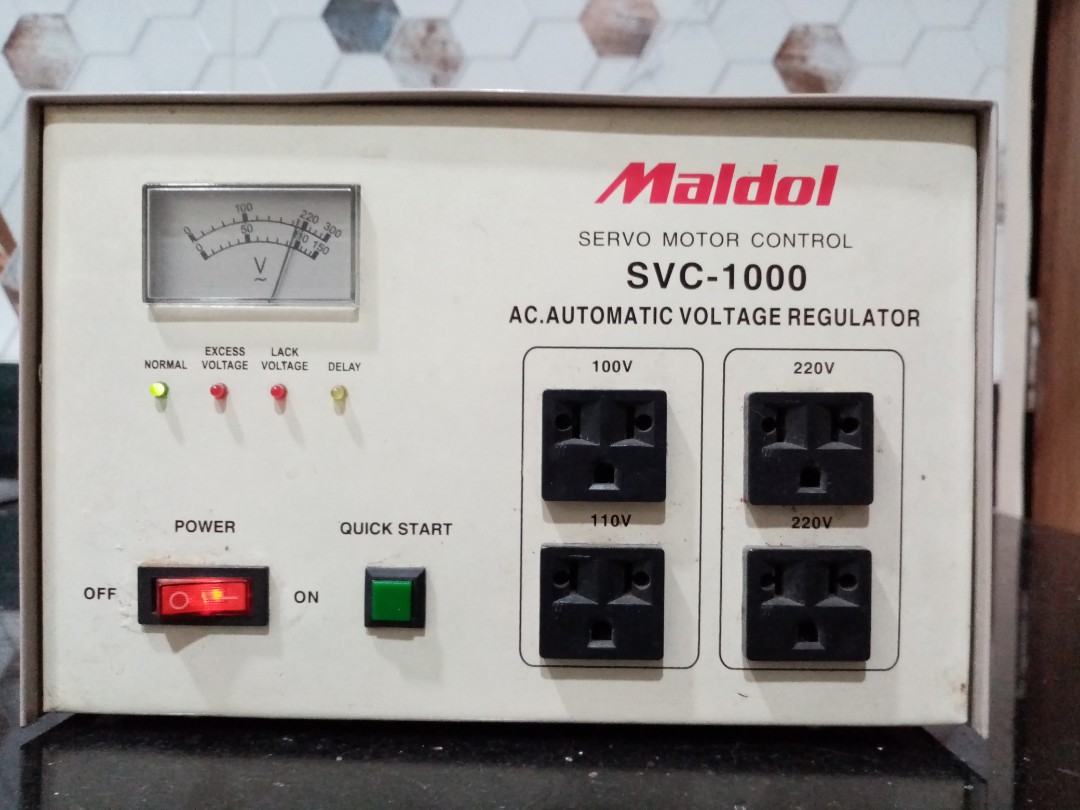 Maldol
SERVO MOTOR CONTROL
SVC-1000
AC.AUTOMATIC VOLTAGE REGULATOR
0 100 220 300
0 50 150
V
~
NORMAL
EXCESS
VOLTAGE
LACK
VOLTAGE
DELAY
100V
220V
110V
220V
POWER
OFF
ON
QUICK START